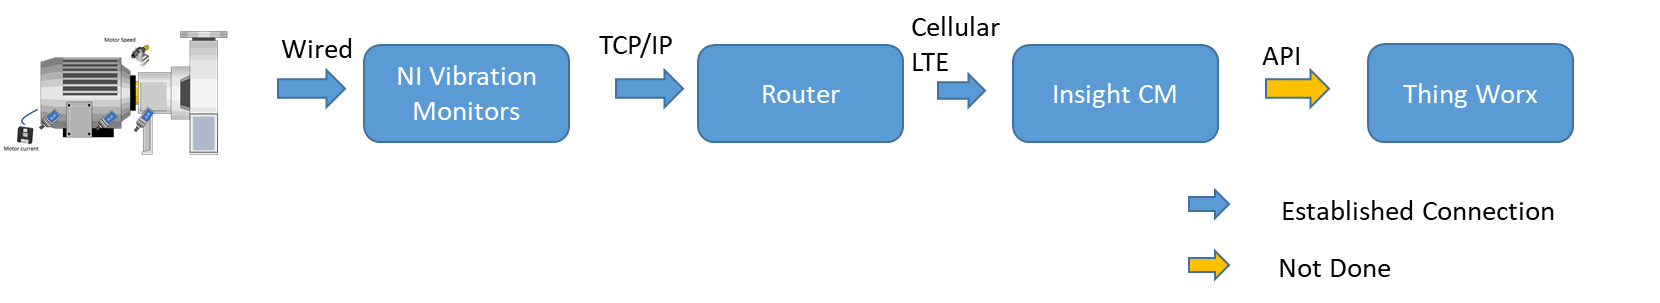 Motor Speed
Motor current
Wired
NI Vibration
Monitors
TCP/IP
Router
Cellular
LTE
Insight CM
API
Thing Worx
Established Connection
Not Done